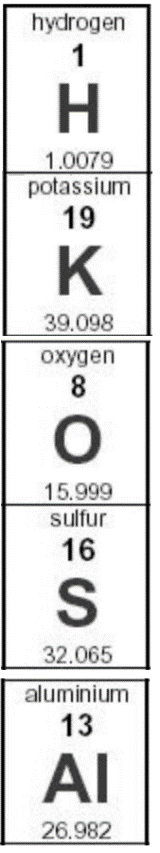 hydrogen
1
H
1.0079
potassium
19
K
39.098
oxygen
8
O
15.999
sulfur
16
S
32.065
aluminium
13
Al
26.982